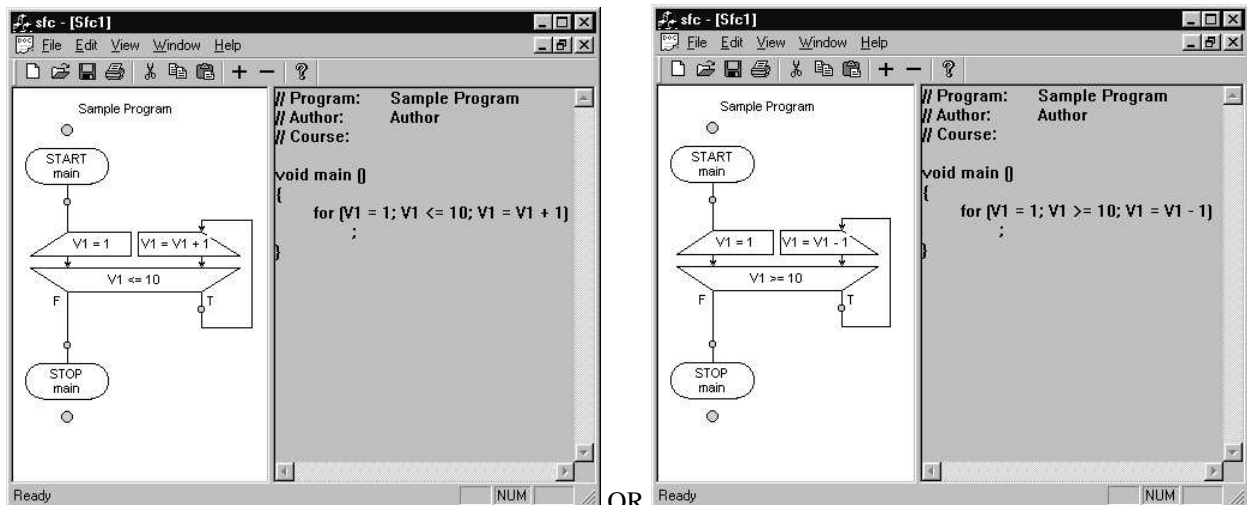 sfc - [Sfc1]
File Edit View Window Help
Sample Program
START
main
V1 = 1
V1 = V1 + 1
V1 <= 10
F
T
STOP
main
// Program: Sample Program
// Author: Author
// Course:
void main ()
{
for (V1 = 1; V1 <= 10; V1 = V1 + 1)
;
}
Ready
NUM
OR
sfc - [Sfc1]
File Edit View Window Help
Sample Program
START
main
V1 = 1
V1 = V1 - 1
V1 >= 10
F
T
STOP
main
// Program: Sample Program
// Author: Author
// Course:
void main ()
{
for (V1 = 1; V1 >= 10; V1 = V1 - 1)
;
}
Ready
NUM